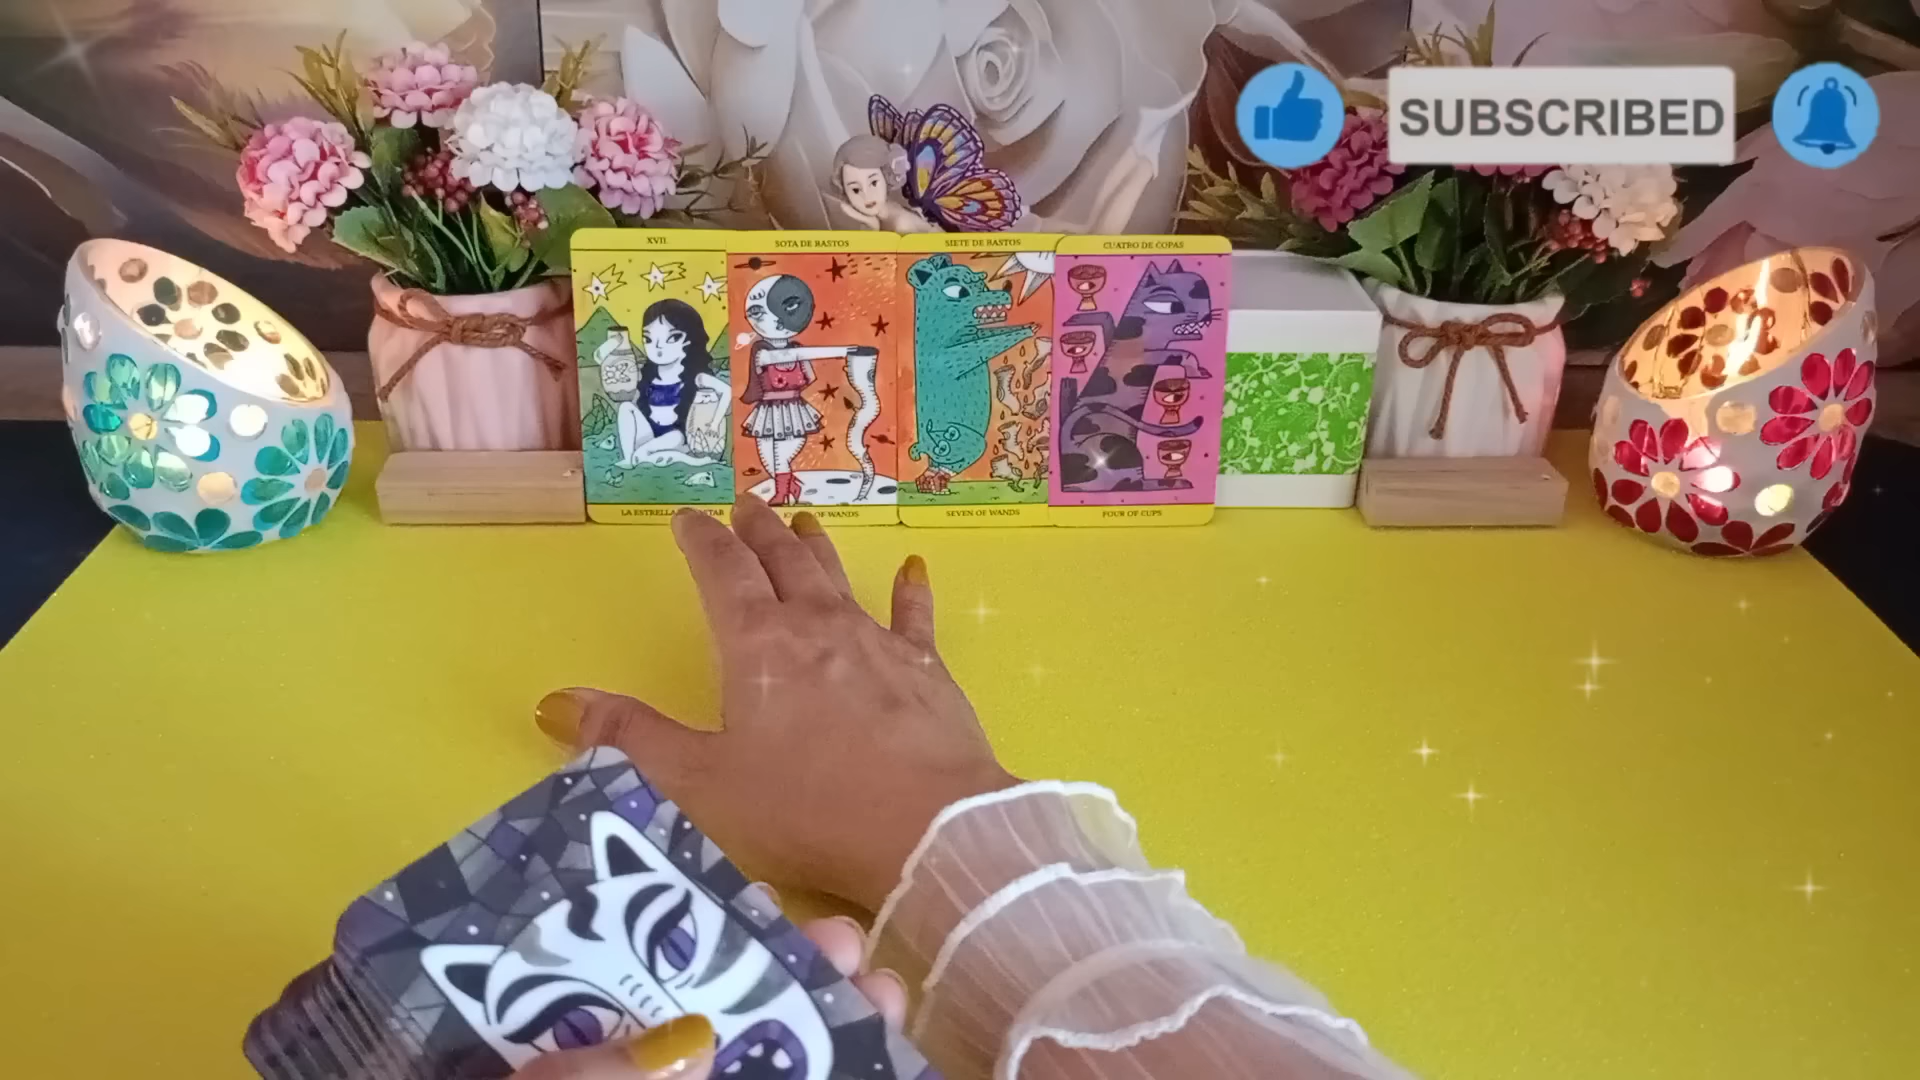 SUBSCRIBED
XVII
SOTA DE BASTOS
SIETE DE BASTOS
CUATRO DE COPAS
LA ESTRELLA
OF WANDS
SEVEN OF WANDS
FOUR OF CUPS